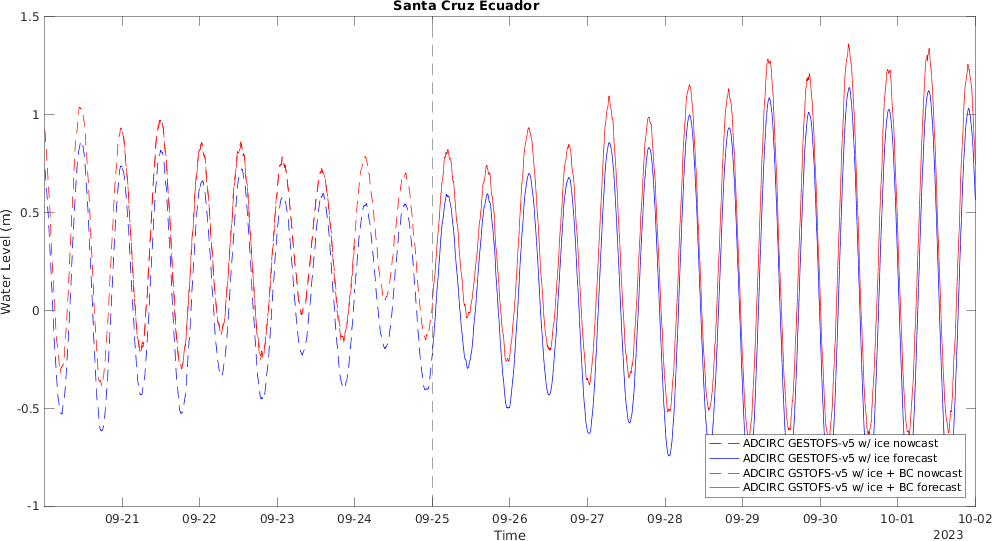 Santa Cruz Ecuador
1.5
1
0.5
0
-0.5
-1
Water Level (m)
ADCIRC GESTOFS-v5 w/ ice nowcast
ADCIRC GESTOFS-v5 w/ ice forecast
ADCIRC GSTOFS-v5 w/ ice + BC nowcast
ADCIRC GSTOFS-v5 w/ ice + BC forecast
09-21 09-22 09-23 09-24 09-25 09-26 09-27 09-28 09-29 09-30 10-01 10-02
Time
2023